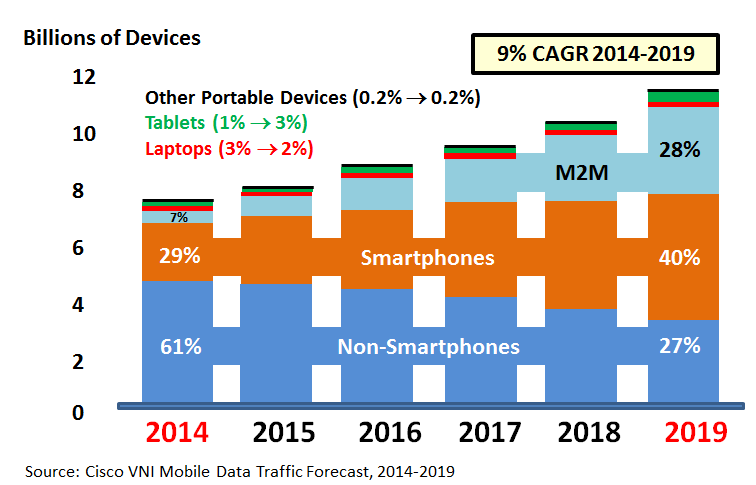 Billions of Devices
9% CAGR 2014-2019
12
Other Portable Devices (0.2% → 0.2%)
Tablets (1% → 3%)
10
Laptops (3% → 2%)
28%
M2M
8
7%
6
29%
Smartphones
40%
4
61%
Non-Smartphones
27%
2
0
2014 2015 2016 2017 2018 2019
Source: Cisco VNI Mobile Data Traffic Forecast, 2014-2019